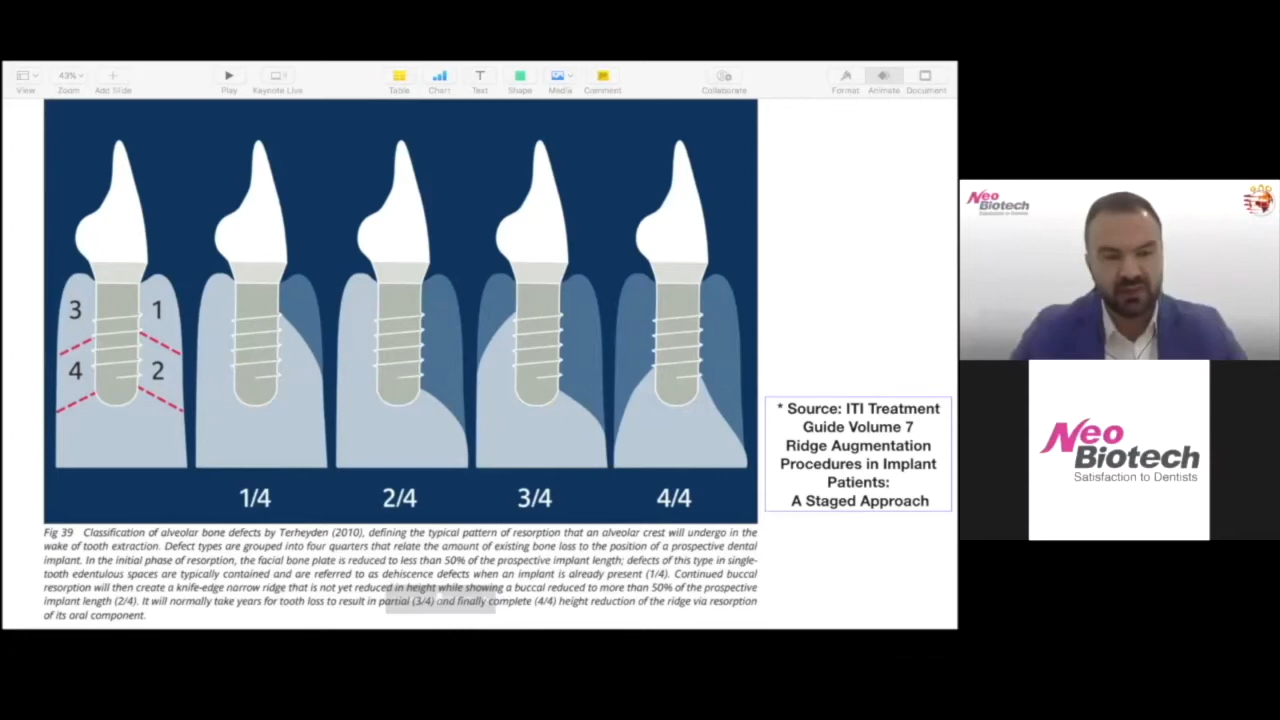 43%
View
Zoom
Add Slide
Play
Keynote Live
Table
Chart
Text
Shape
Media
Comment
Collaborate
Format
Animate
Document
3
1
4
2
1/4
2/4
3/4
4/4
Fig 39 Classification of alveolar bone defects by Terheyden (2010), defining the typical pattern of resorption that an alveolar crest will undergo in the
wake of tooth extraction. Defect types are grouped into four quarters that relate the amount of existing bone loss to the position of a prospective dental
implant. In the initial phase of resorption, the facial bone plate is reduced to less than 50% of the prospective implant length; defects of this type in single-
tooth edentulous spaces are typically contained and are referred to as dehiscence defects when an implant is already present (1/4). Continued buccal
resorption will then create a knife-edge narrow ridge that is not yet reduced in height while showing a buccal reduced to more than 50% of the prospective
implant length (2/4). It will normally take years for tooth loss to result in partial (3/4) and finally complete (4/4) height reduction of the ridge via resorption
of its oral component.
* Source: ITI Treatment
Guide Volume 7
Ridge Augmentation
Procedures in Implant
Patients:
A Staged Approach
Neo
Biotech
Satisfaction to Dentists
Neo
Biotech
Satisfaction to Dentists